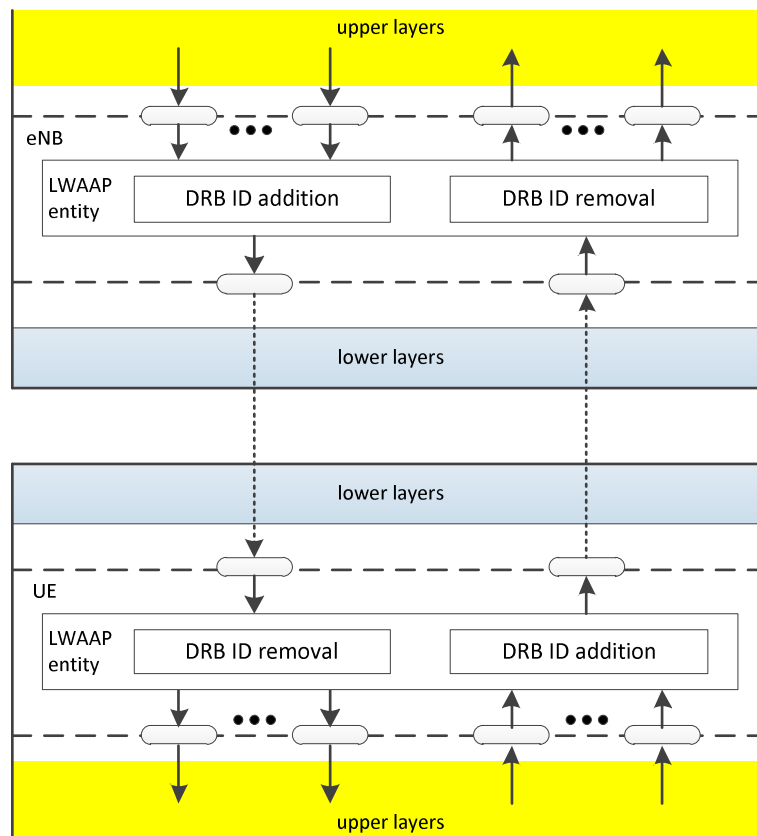 upper layers
eNB
LWAAP
entity
DRB ID addition
DRB ID removal
lower layers
lower layers
UE
LWAAP
entity
DRB ID removal
DRB ID addition
upper layers